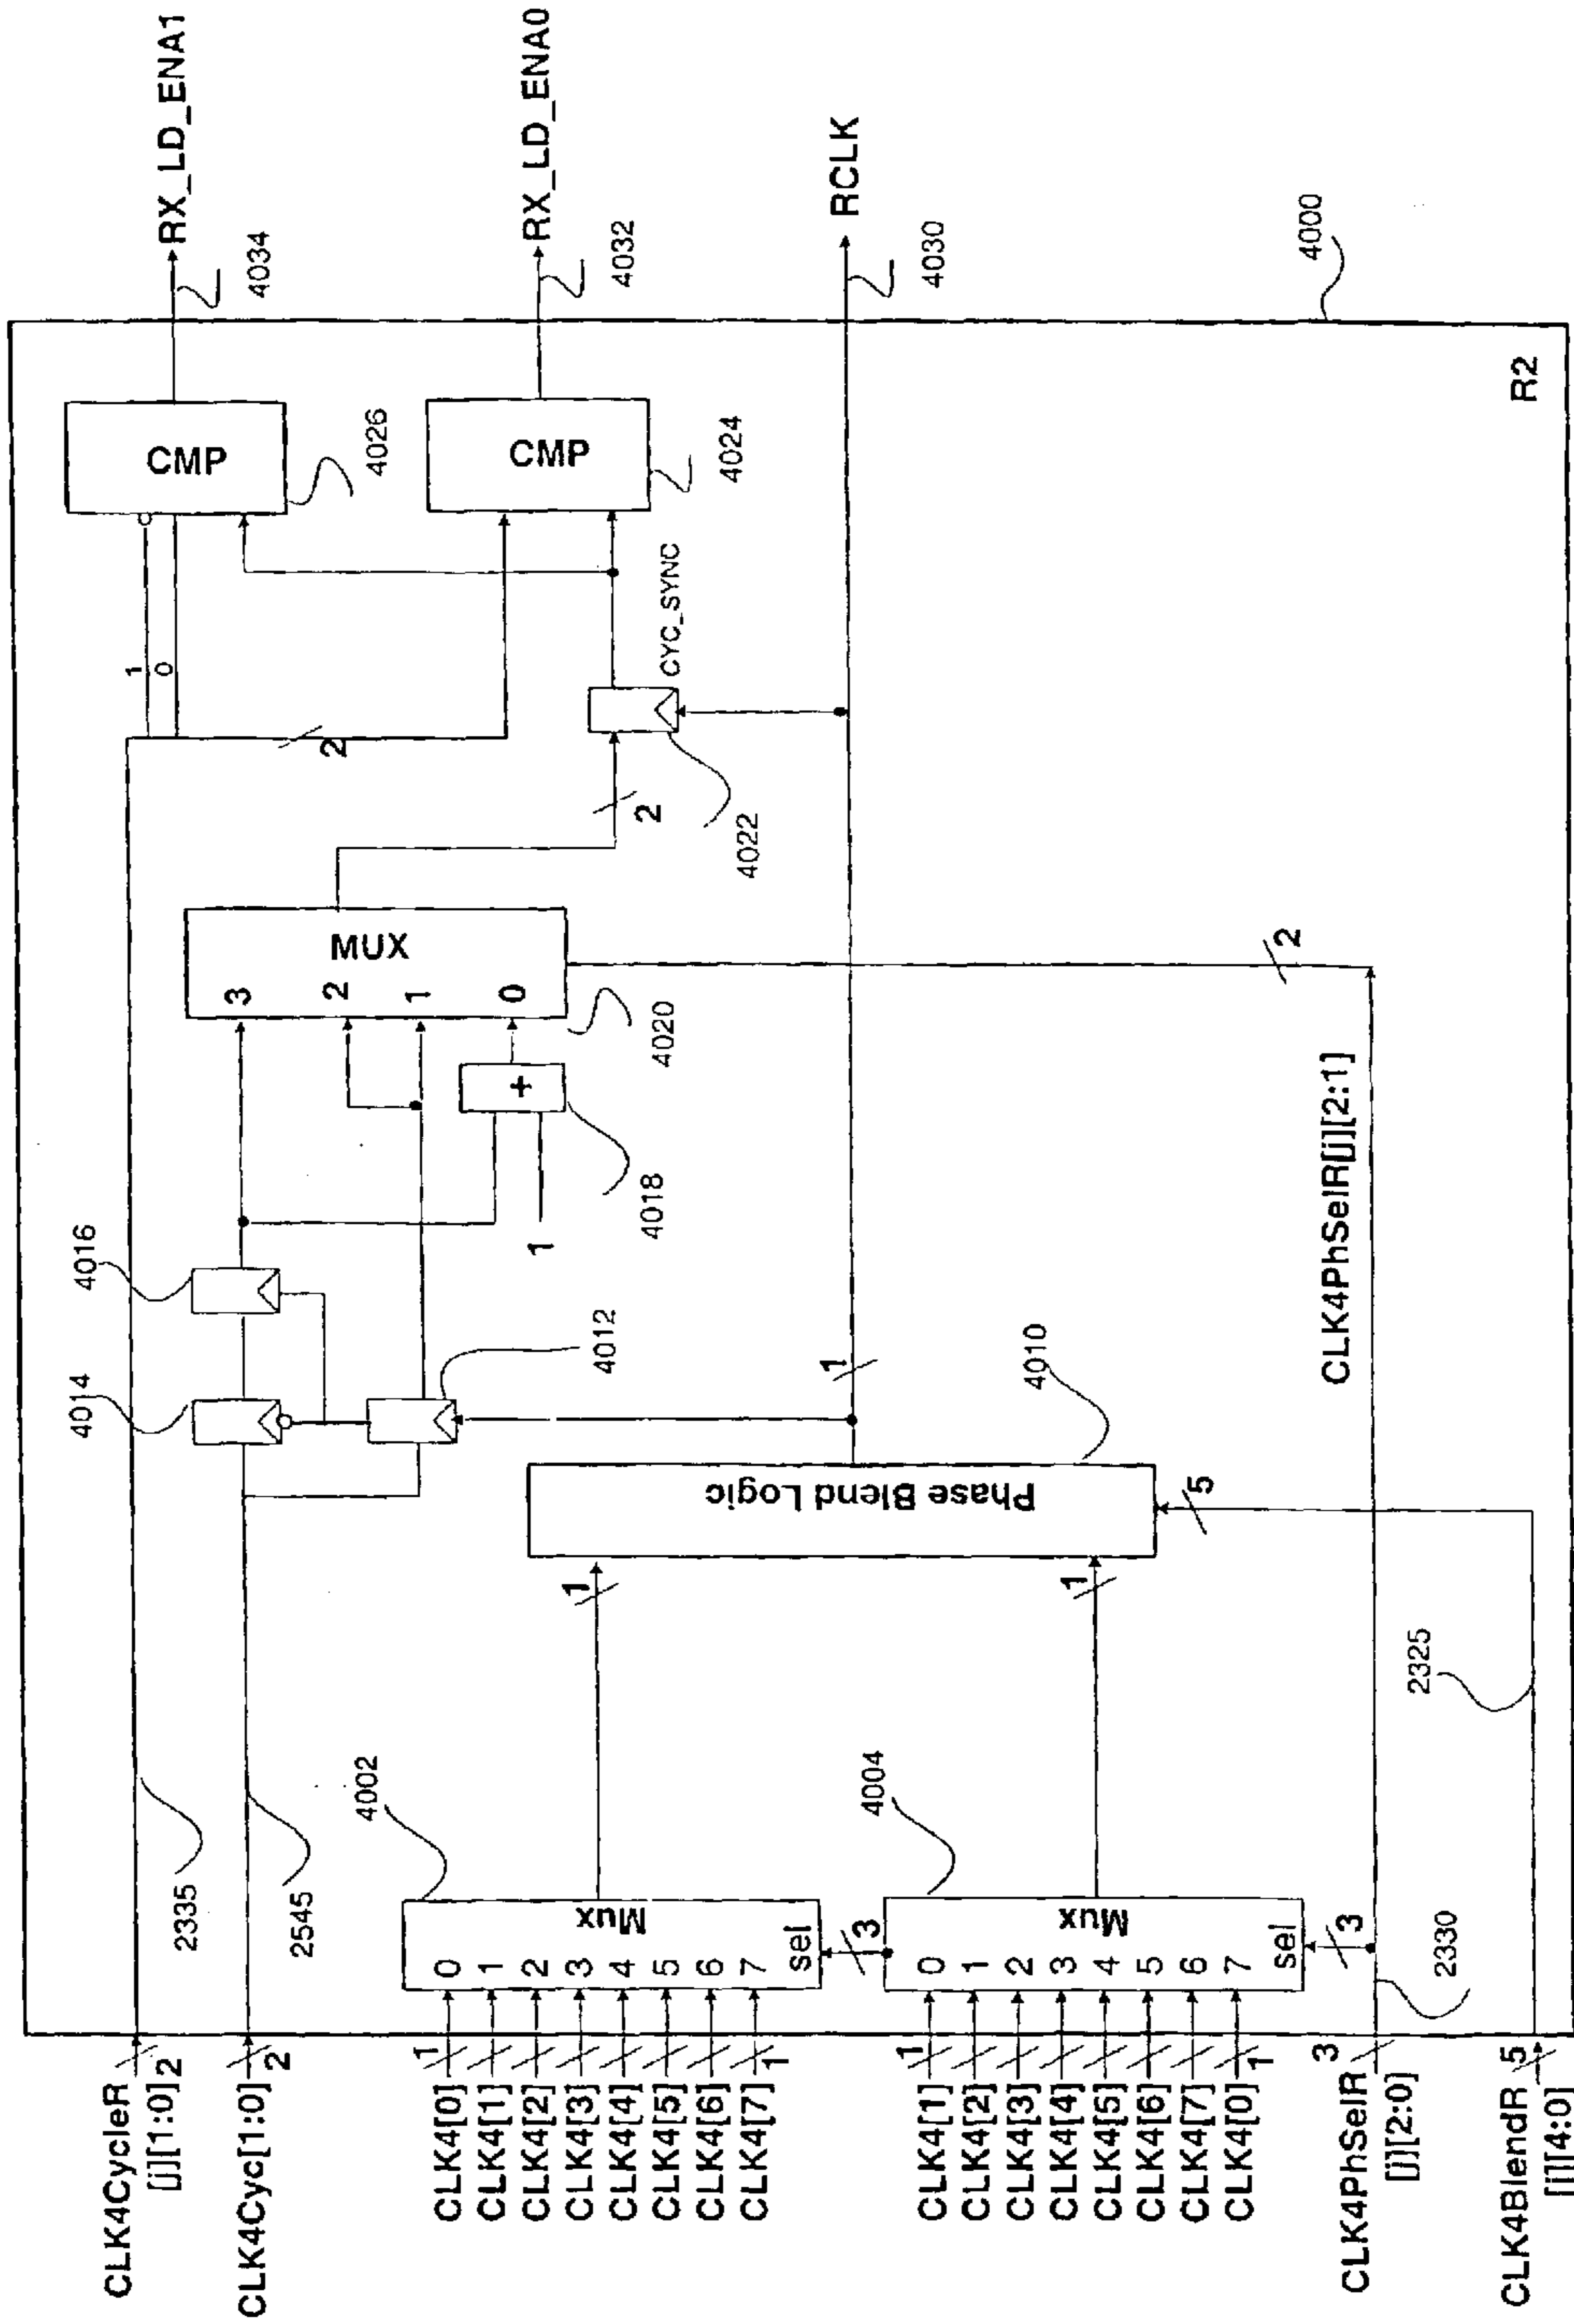 CLK4CycleR
[j][1:0]
2
CLK4Cyc[1:0]
2
CLK4[0]
CLK4[1]
CLK4[2]
CLK4[3]
CLK4[4]
CLK4[5]
CLK4[6]
CLK4[7]
1
1
CLK4[1]
CLK4[2]
CLK4[3]
CLK4[4]
CLK4[5]
CLK4[6]
CLK4[7]
CLK4[0]
1
1
CLK4PhSelR
[j][2:0]
3
CLK4BlendR
[j][4:0]
5
2335
2545
4002
Mux
0
1
2
3
4
5
6
7
sel
3
4004
Mux
0
1
2
3
4
5
6
7
sel
3
2330
2325
1
1
5
Phase Blend Logic
4010
1
4014
4016
4012
4018
+
1
CLK4PhSelR[j][2:1]
2
MUX
3
2
1
0
4020
2
4022
CYC_SYNC
1
0
2
CMP
4026
CMP
4024
RX_LD_ENA1
4034
RX_LD_ENA0
4032
RCLK
4030
4000
R2